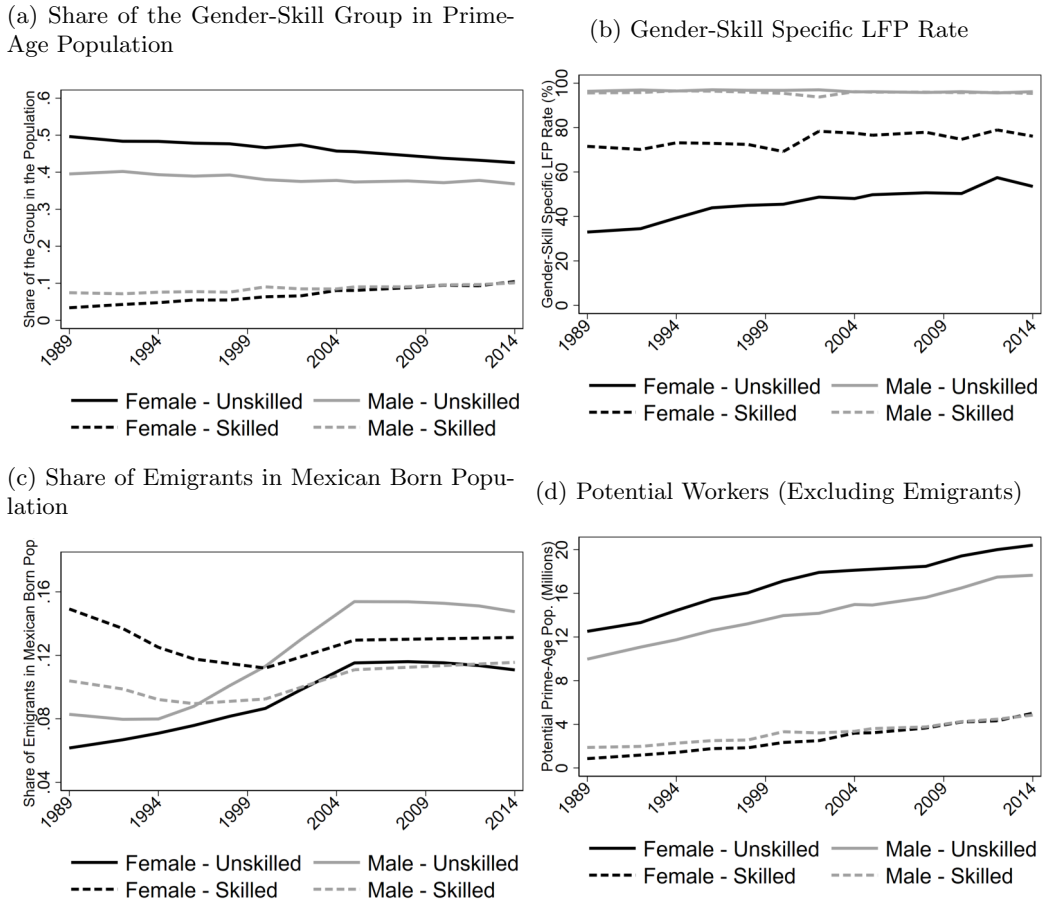 (a) Share of the Gender-Skill Group in Prime-
Age Population
Share of the Group in the Population
0 .1 .2 .3 .4 .5 .6
1989 1994 1999 2004 2009 2014
Female - Unskilled Male - Unskilled
Female - Skilled Male - Skilled
(b) Gender-Skill Specific LFP Rate
Gender-Skill Specific LFP Rate (%)
0 20 40 60 80 100
1989 1994 1999 2004 2009 2014
Female - Unskilled Male - Unskilled
Female - Skilled Male - Skilled
(c) Share of Emigrants in Mexican Born Popu-
lation
Share of Emigrants in Mexican Born Pop
.04 .08 .12 .16
1989 1994 1999 2004 2009 2014
Female - Unskilled Male - Unskilled
Female - Skilled Male - Skilled
(d) Potential Workers (Excluding Emigrants)
Potential Prime-Age Pop. (Millions)
0 4 8 12 16 20
1989 1994 1999 2004 2009 2014
Female - Unskilled Male - Unskilled
Female - Skilled Male - Skilled